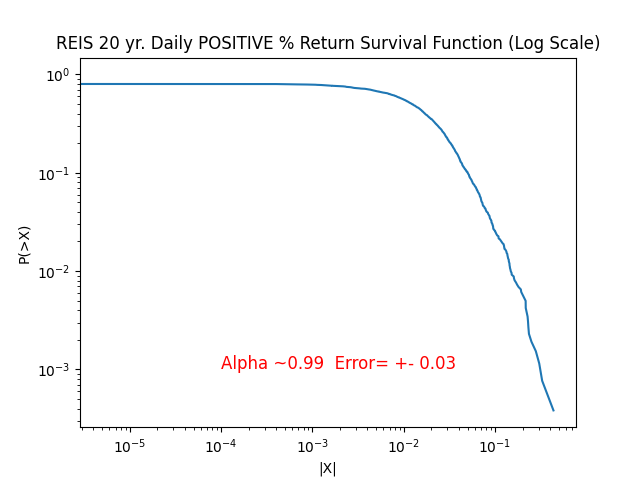 REIS 20 yr. Daily POSITIVE % Return Survival Function (Log Scale)
10⁰
10⁻¹
10⁻²
10⁻³
P(>X)
Alpha ~0.99  Error= +- 0.03
10⁻⁵ 10⁻⁴ 10⁻³ 10⁻² 10⁻¹
|X|